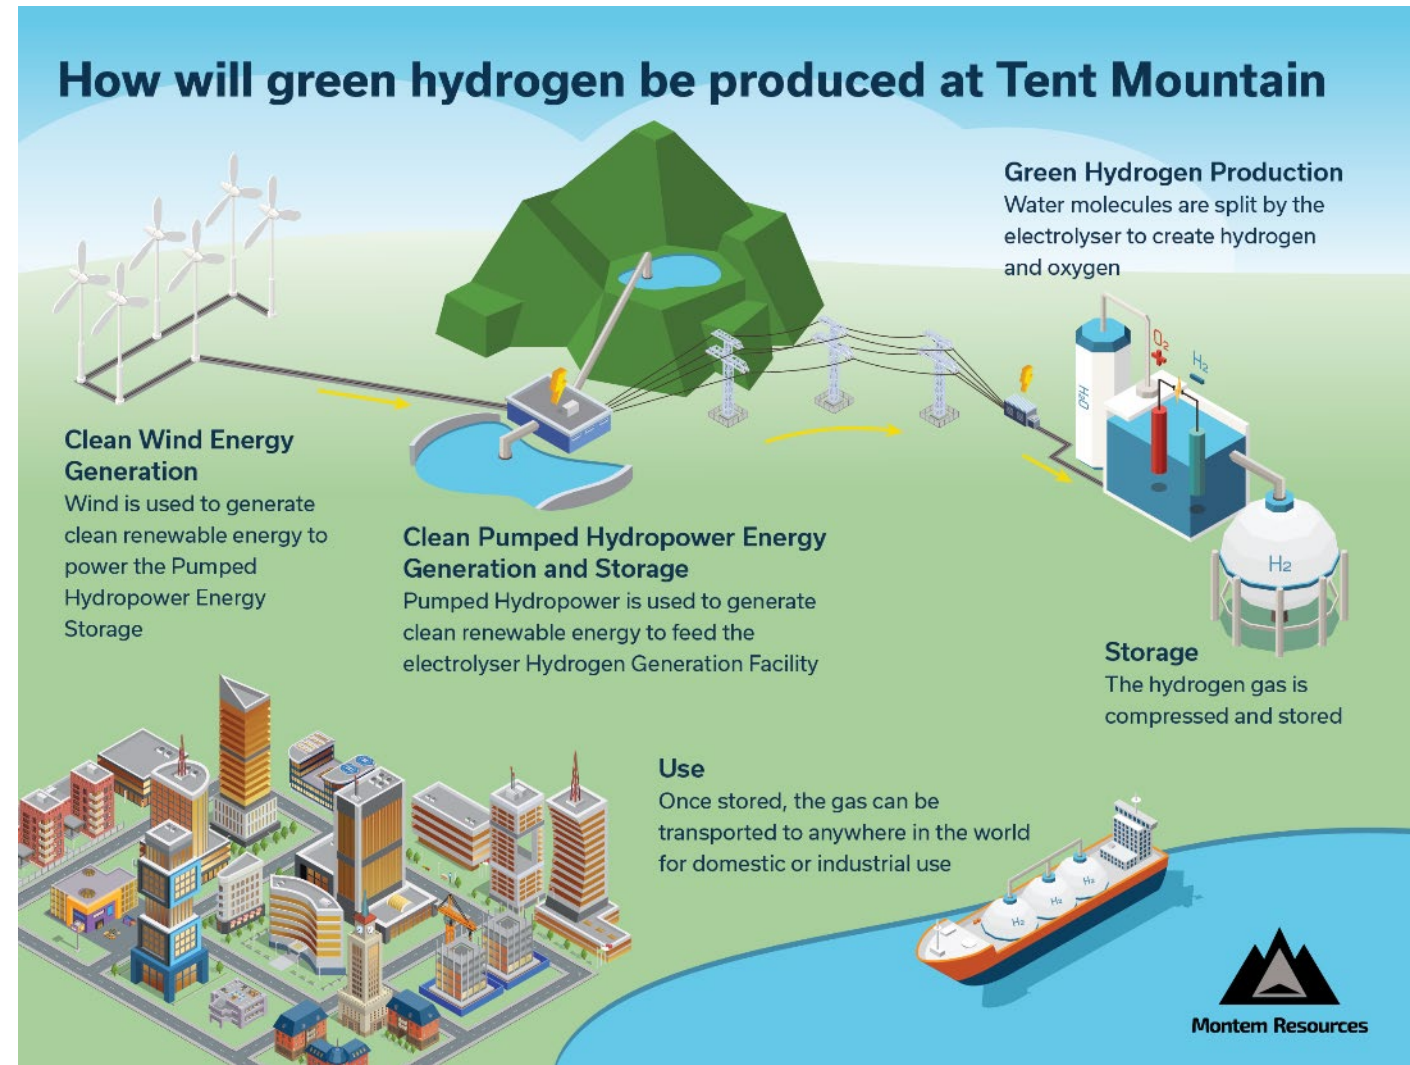 How will green hydrogen be produced at Tent Mountain
Green Hydrogen Production
Water molecules are split by the
electrolyser to create hydrogen
and oxygen
O₂
H₂
H₂O
Clean Wind Energy
Generation
Wind is used to generate
clean renewable energy to
power the Pumped
Hydropower Energy
Storage
Clean Pumped Hydropower Energy
Generation and Storage
Pumped Hydropower is used to generate
clean renewable energy to feed the
electrolyser Hydrogen Generation Facility
H₂
Storage
The hydrogen gas is
compressed and stored
Use
Once stored, the gas can be
transported to anywhere in the world
for domestic or industrial use
H₂
H₂
H₂
Montem Resources